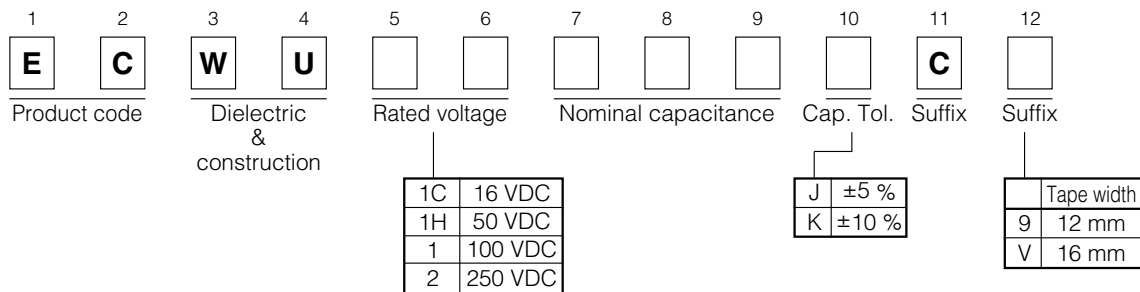 1 2 3 4 5 6 7 8 9 10 11 12
E C W U C
Product code Dielectric & construction Rated voltage Nominal capacitance Cap. Tol. Suffix Suffix
1C 16 VDC
1H 50 VDC
1 100 VDC
2 250 VDC
J ±5 %
K ±10 %
Tape width
9 12 mm
V 16 mm